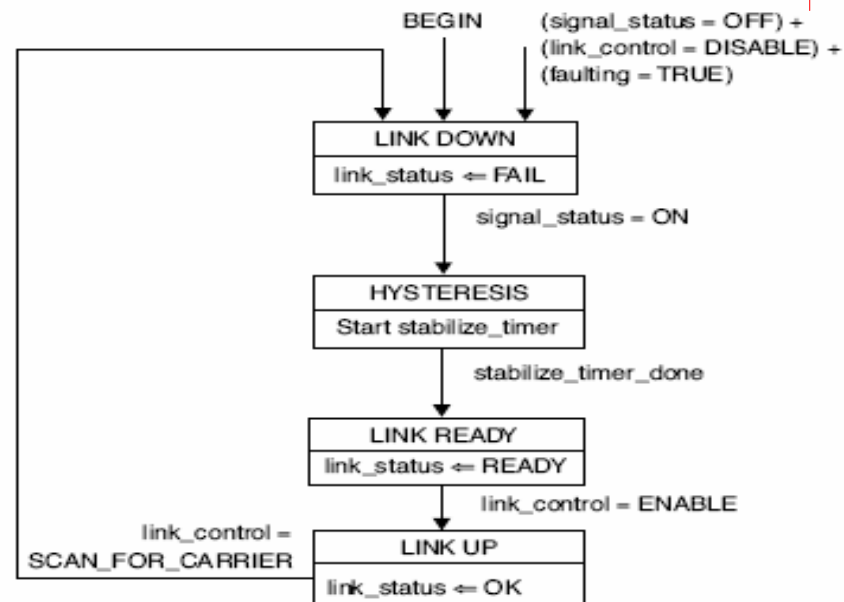 BEGIN
(signal_status = OFF) +
(link_control = DISABLE) +
(faulting = TRUE)
LINK DOWN
link_status ⇐ FAIL
signal_status = ON
HYSTERESIS
Start stabilize_timer
stabilize_timer_done
LINK READY
link_status ⇐ READY
link_control = ENABLE
link_control =
SCAN_FOR_CARRIER
LINK UP
link_status ⇐ OK